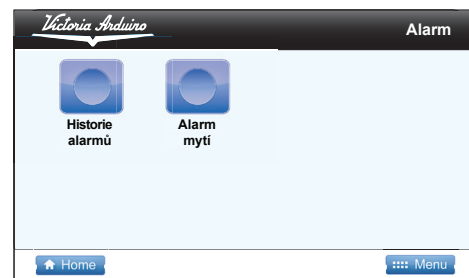 Victoria Arduino
Alarm
Historie
alarmů
Alarm
mytí
Home
Menu